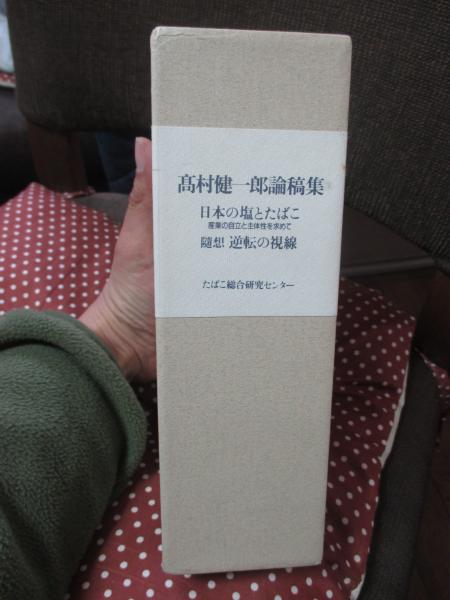 髙村健一郎論稿集
日本の塩とたばこ
産業の自立と主体性を求めて
随想 逆転の視線
たばこ総合研究センター